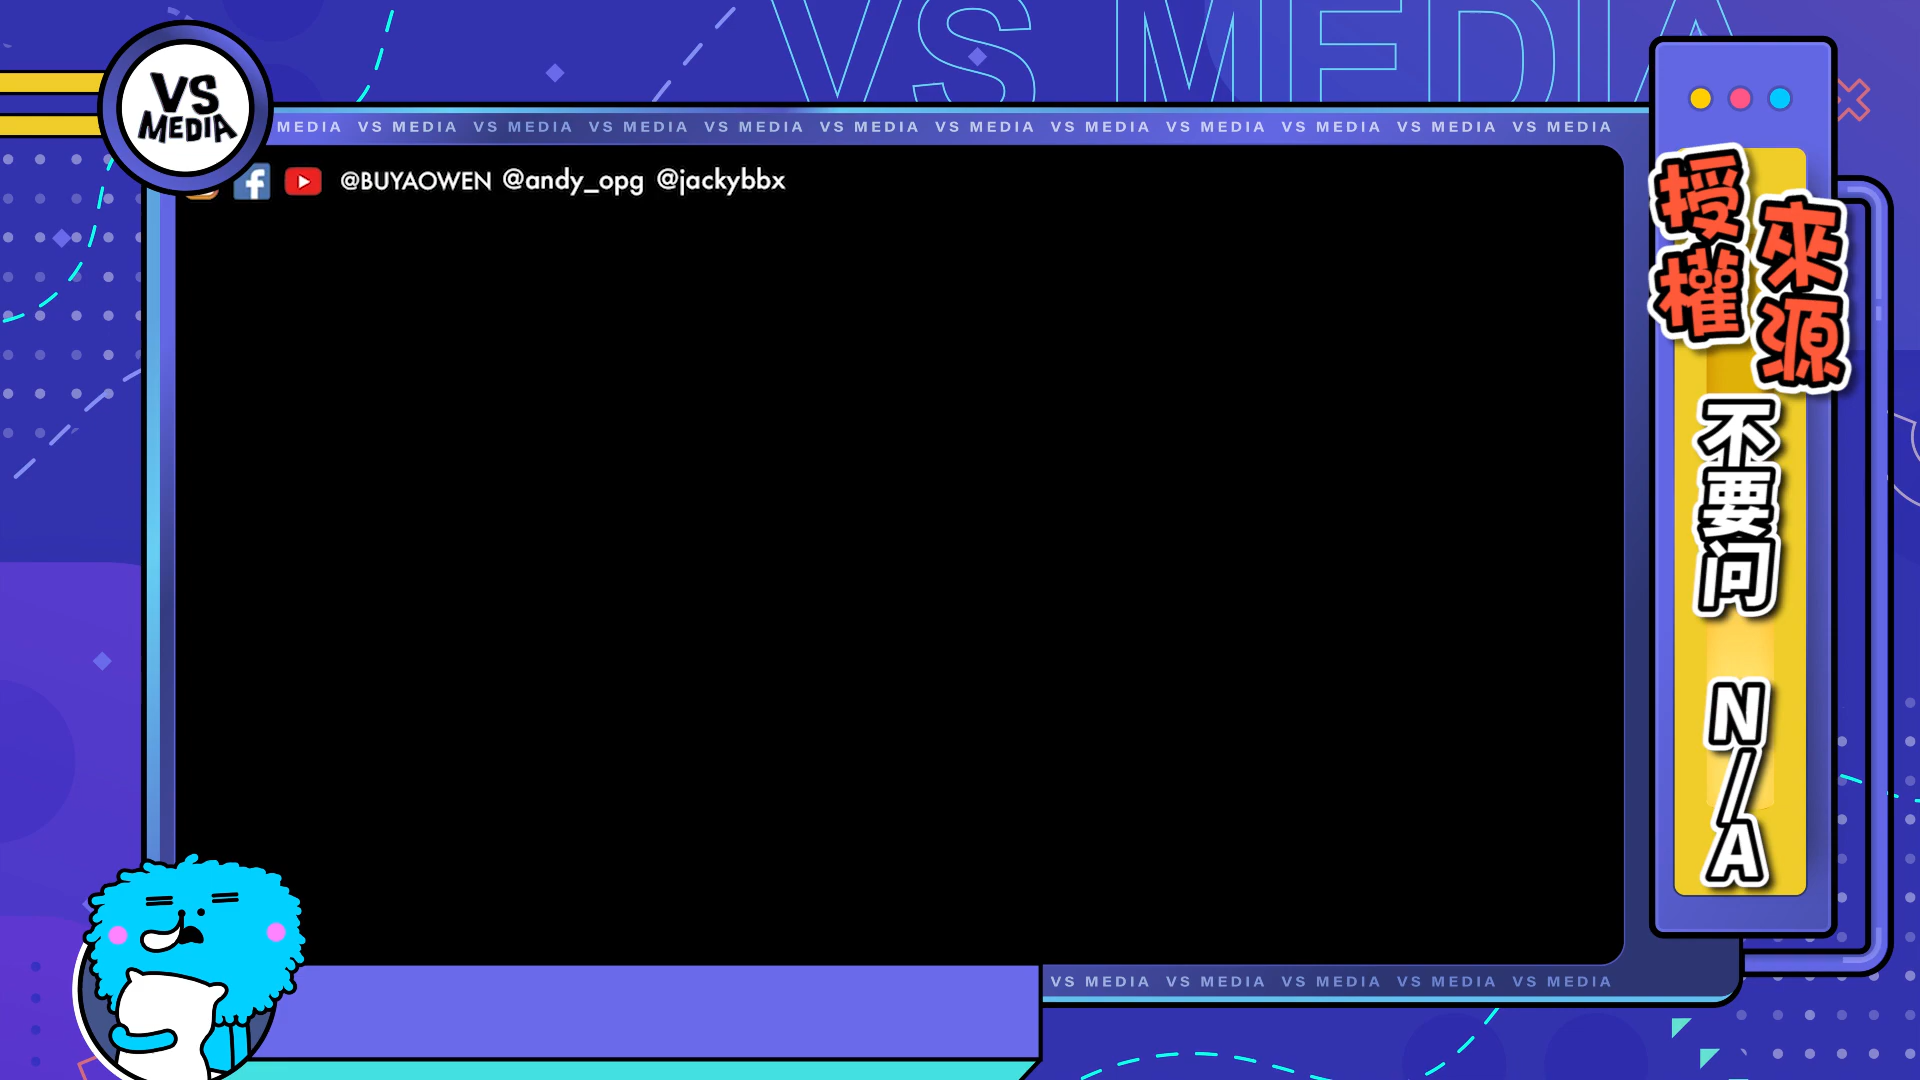 VS MEDIA
VS
MEDIA
MEDIA VS MEDIA VS MEDIA VS MEDIA VS MEDIA VS MEDIA VS MEDIA VS MEDIA VS MEDIA VS MEDIA VS MEDIA VS MEDIA
@BUYAOWEN @andy_opg @jackybbx
授權
來源
不要问
N/A
VS MEDIA VS MEDIA VS MEDIA VS MEDIA VS MEDIA